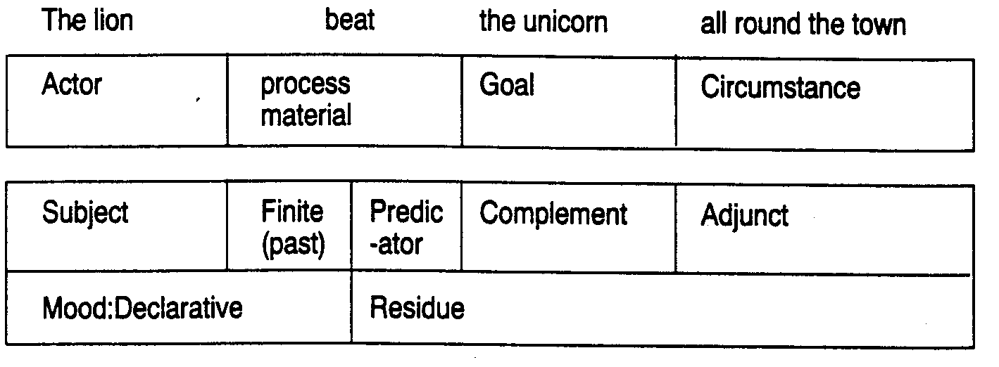 The lion beat the unicorn all round the town
Actor process Goal Circumstance
material
Subject Finite Predic Complement Adjunct
(past) -ator
Mood:Declarative Residue